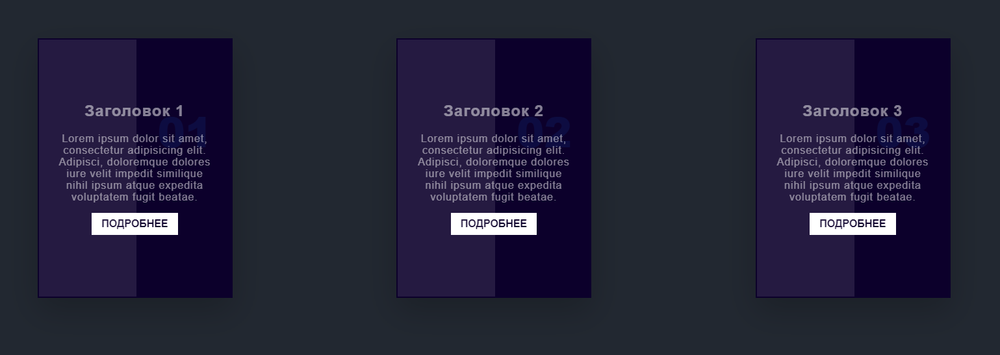 Заголовок 1
01
Lorem ipsum dolor sit amet,
consectetur adipisicing elit.
Adipisci, doloremque dolores
iure velit impedit similique
nihil ipsum atque expedita
voluptatem fugit beatae.
ПОДРОБНЕЕ
Заголовок 2
02
Lorem ipsum dolor sit amet,
consectetur adipisicing elit.
Adipisci, doloremque dolores
iure velit impedit similique
nihil ipsum atque expedita
voluptatem fugit beatae.
ПОДРОБНЕЕ
Заголовок 3
03
Lorem ipsum dolor sit amet,
consectetur adipisicing elit.
Adipisci, doloremque dolores
iure velit impedit similique
nihil ipsum atque expedita
voluptatem fugit beatae.
ПОДРОБНЕЕ